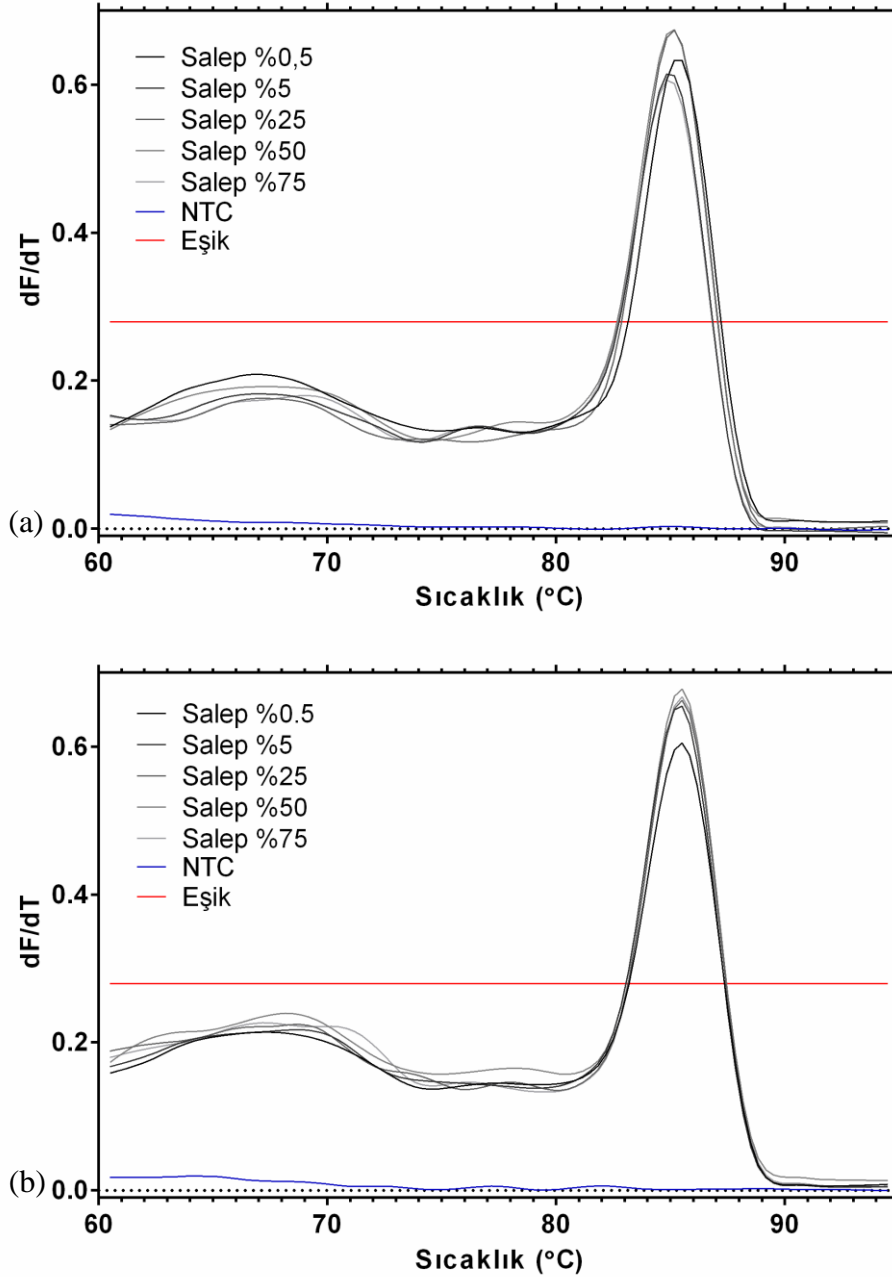 Salep %0,5
Salep %5
Salep %25
Salep %50
Salep %75
NTC
Eşik
0.6
0.4
0.2
0.0
dF/dT
(a)
60 70 80 90
Sıcaklık (°C)
Salep %0.5
Salep %5
Salep %25
Salep %50
Salep %75
NTC
Eşik
0.6
0.4
0.2
0.0
dF/dT
(b)
60 70 80 90
Sıcaklık (°C)